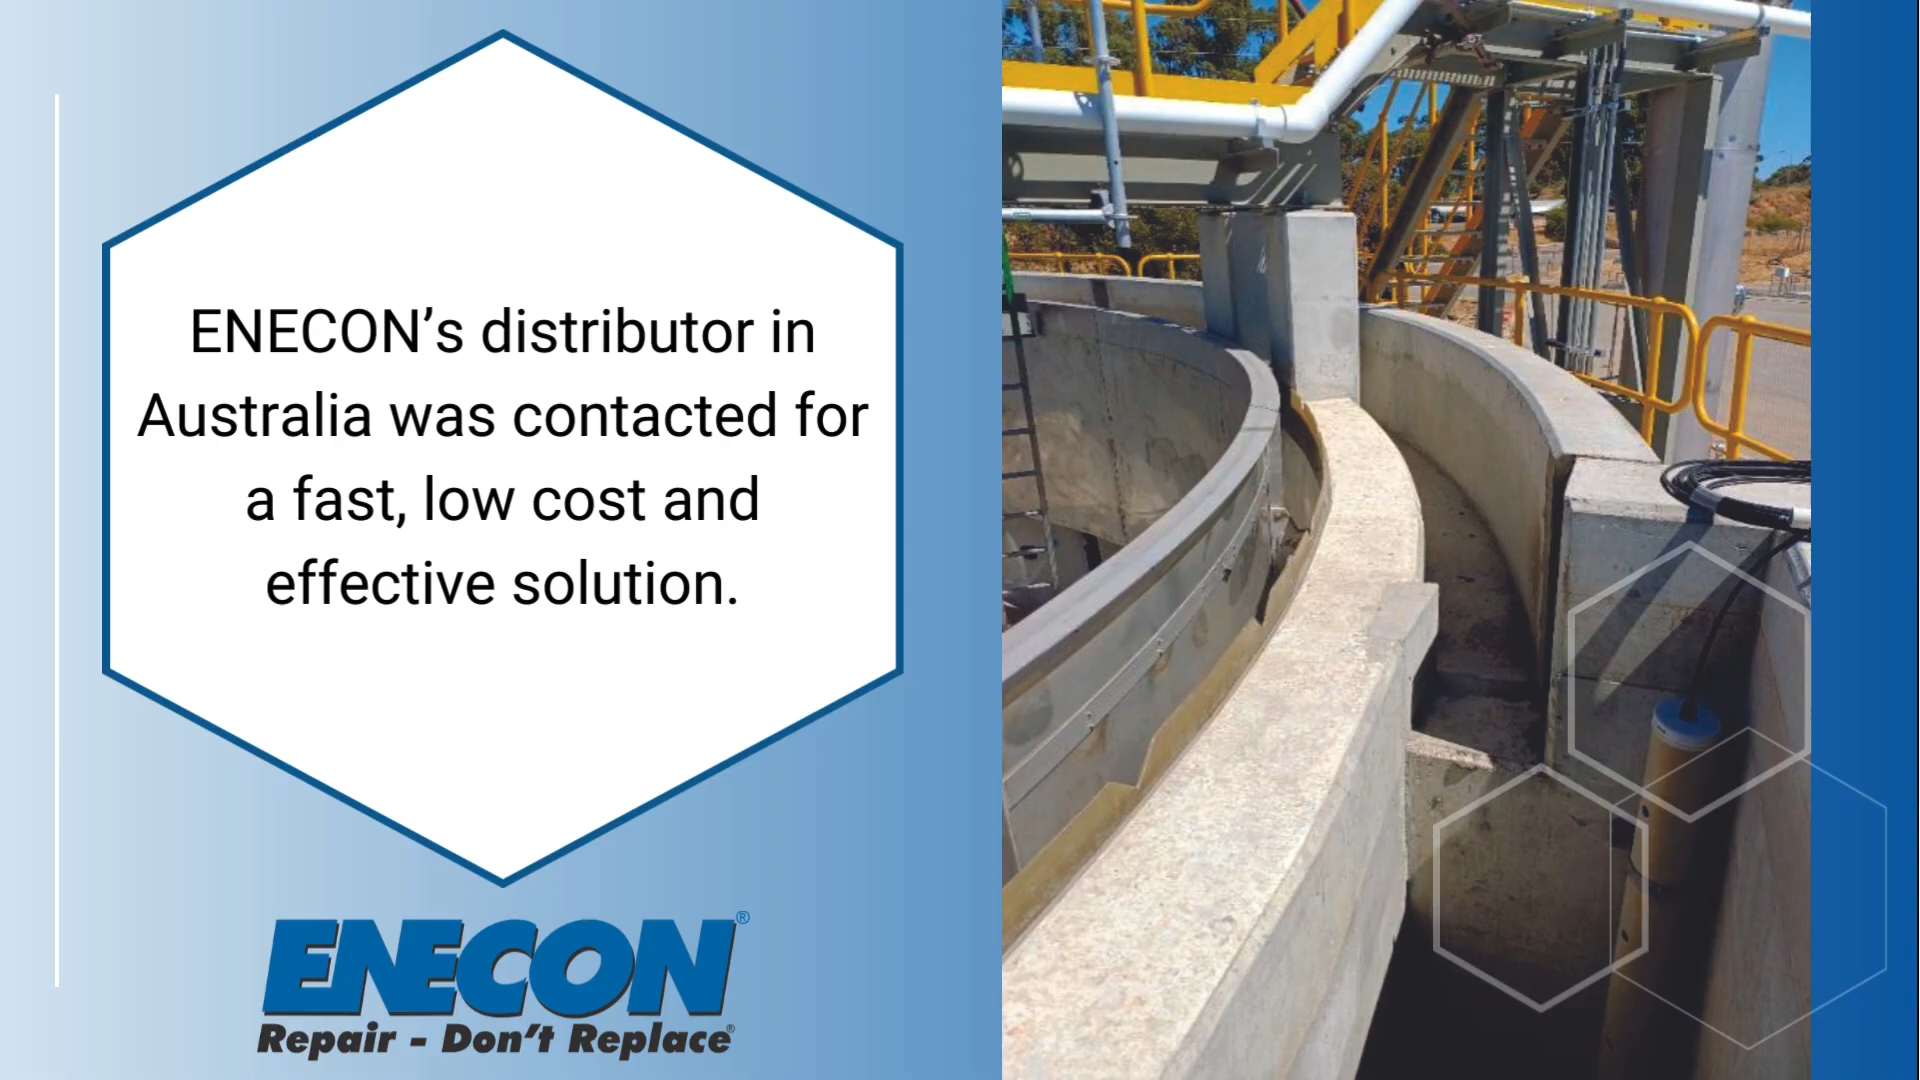 ENECON’s distributor in
Australia was contacted for
a fast, low cost and
effective solution.
ENECON®
Repair - Don’t Replace®